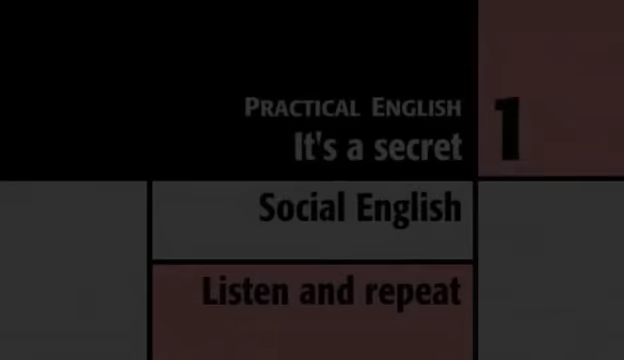 PRACTICAL ENGLISH
It's a secret
1
Social English
Listen and repeat